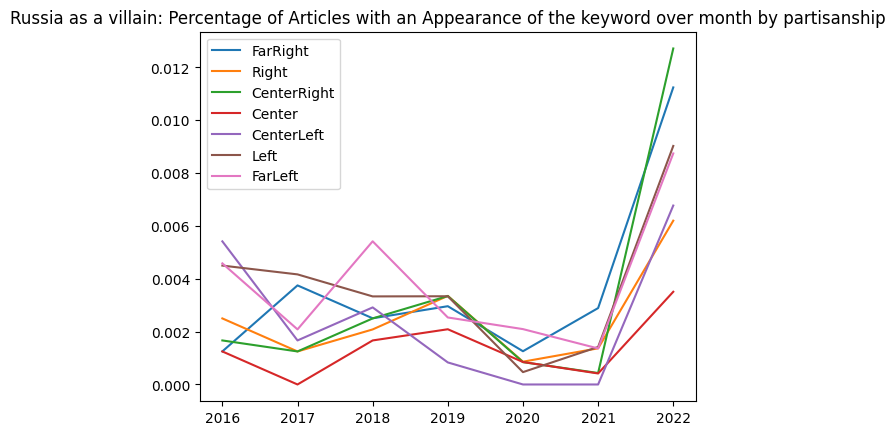 Russia as a villain: Percentage of Articles with an Appearance of the keyword over month by partisanship
FarRight
Right
CenterRight
Center
CenterLeft
Left
FarLeft
0.012
0.010
0.008
0.006
0.004
0.002
0.000
2016 2017 2018 2019 2020 2021 2022